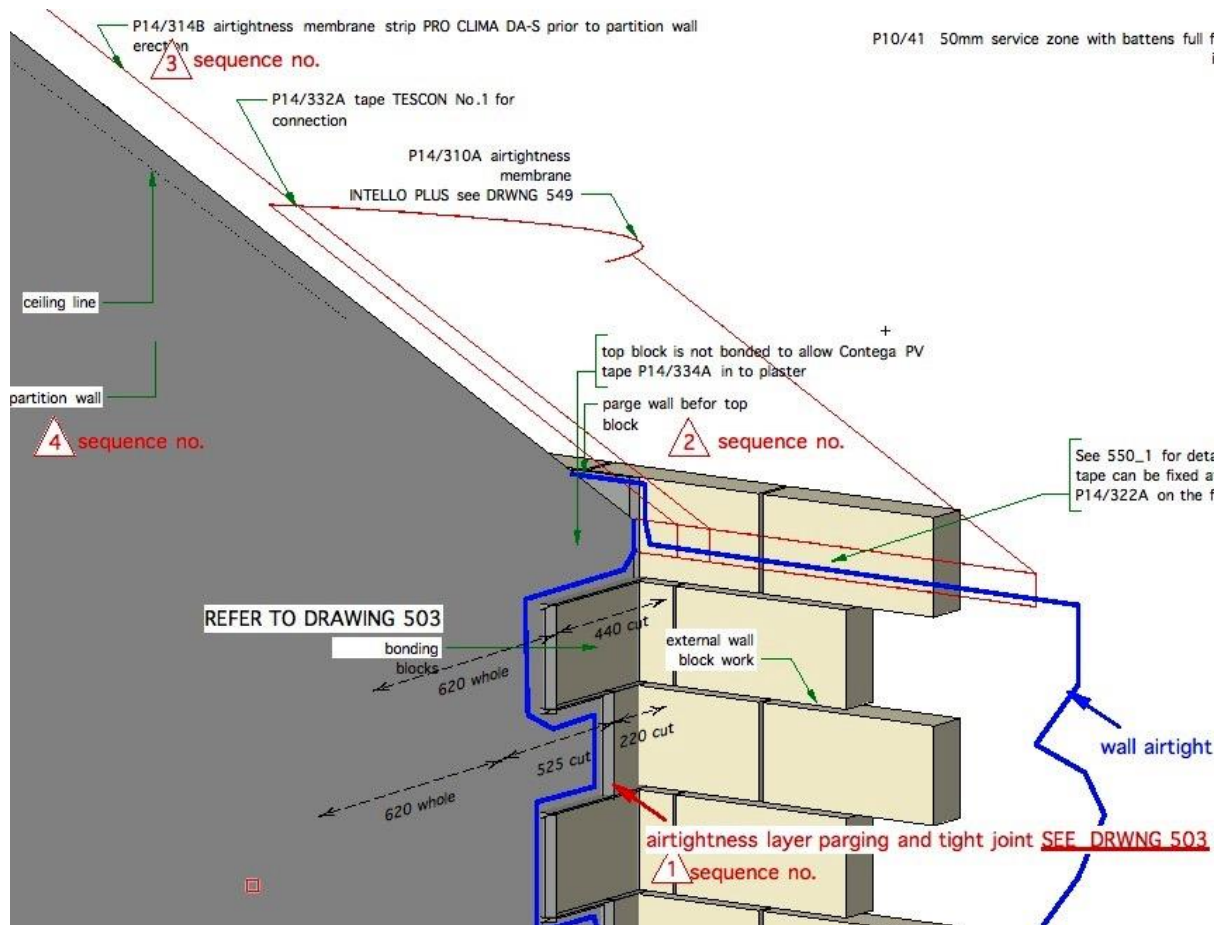 P14/314B airtightness membrane strip PRO CLIMA DA-S prior to partition wall
erection
3 sequence no.
P10/41 50mm service zone with battens full
P14/332A tape TESCON No.1 for
connection
P14/310A airtightness
membrane
INTELLO PLUS see DRWNG 549
ceiling line
top block is not bonded to allow Contega PV
tape P14/334A in to plaster
partition wall
parge wall befor top
block
4 sequence no.
2 sequence no.
See 550_1 for
tape can be fixed
P14/322A on the
REFER TO DRAWING 503
bonding
blocks
440 cut
620 whole
external wall
block work
220 cut
525 cut
620 whole
wall airtight
airtightness layer parging and tight joint SEE DRWNG 503
1 sequence no.